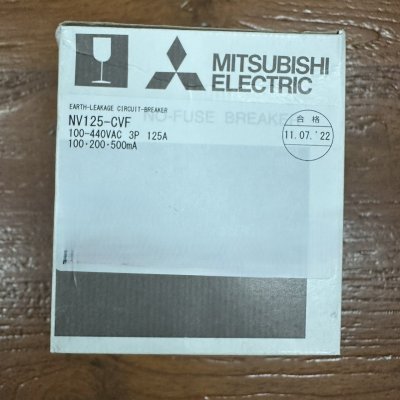 MITSUBISHI
ELECTRIC
EARTH-LEAKAGE CIRCUIT-BREAKER
NO-FUSE BREAKER
NV125-CVF
100-440VAC 3P 125A
100·200·500mA
合格
11.07.'22